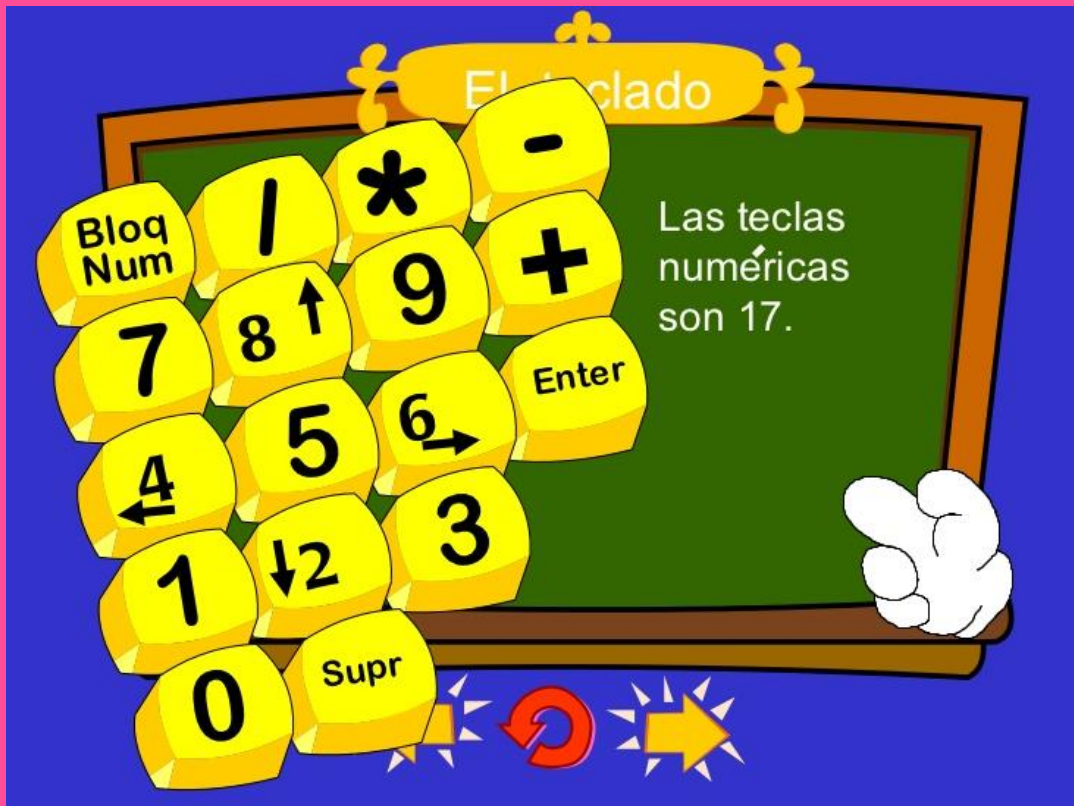 El teclado
Bloq Num / * -
7 8 9 +
4 5 6 Enter
1 2 3
0 Supr
Las teclas
numéricas
son 17.